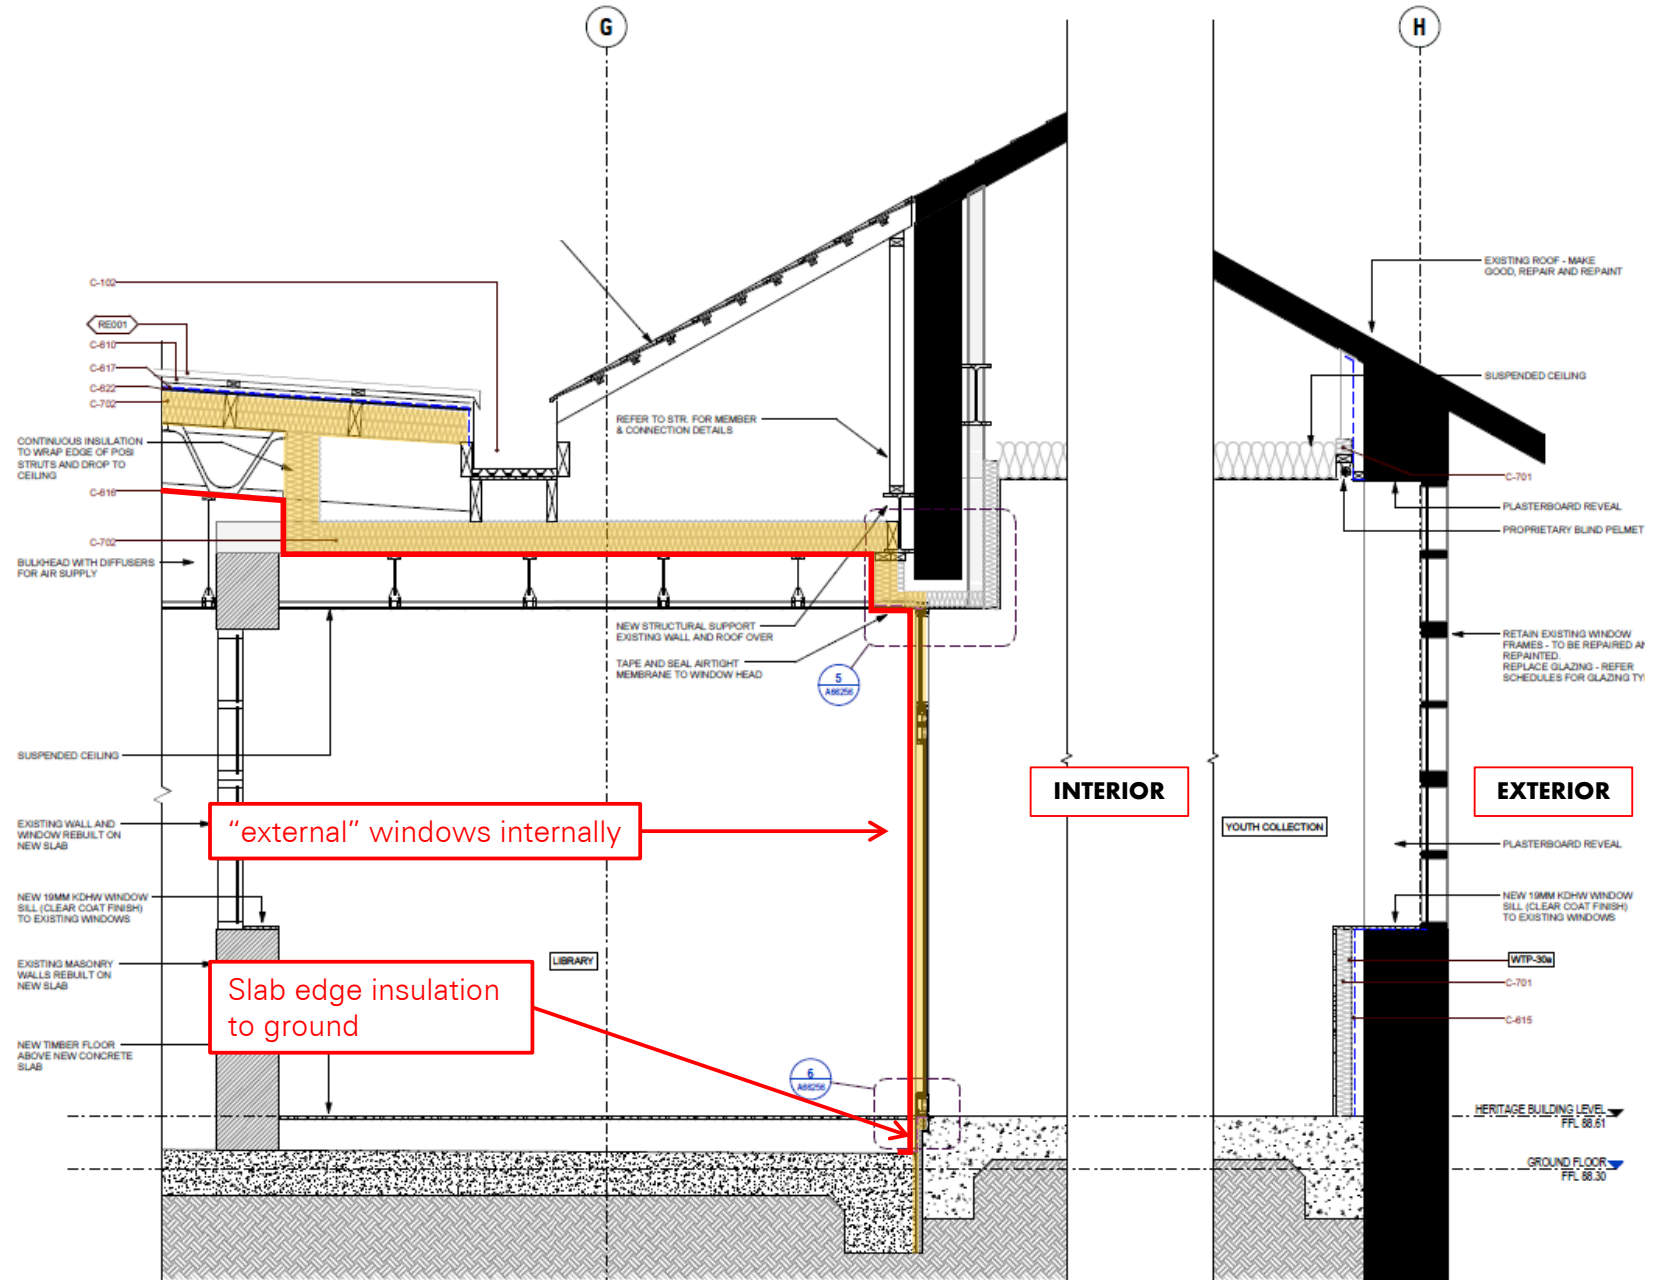 G
H
C-102
RE001
C-610
C-617
C-622
C-702
CONTINUOUS INSULATION
TO WRAP EDGE OF POSI
STRUTS AND DROP TO
CEILING
C-616
C-702
BULKHEAD WITH DIFFUSERS
FOR AIR SUPPLY
REFER TO STR. FOR MEMBER
& CONNECTION DETAILS
NEW STRUCTURAL SUPPORT
EXISTING WALL AND ROOF OVER
TAPE AND SEAL AIRTIGHT
MEMBRANE TO WINDOW HEAD
5
A66256
SUSPENDED CEILING
EXISTING WALL AND
WINDOW REBUILT ON
NEW SLAB
“external” windows internally
NEW 19MM KDHW WINDOW
SILL (CLEAR COAT FINISH)
TO EXISTING WINDOWS
EXISTING MASONRY
WALLS REBUILT ON
NEW SLAB
LIBRARY
Slab edge insulation
to ground
NEW TIMBER FLOOR
ABOVE NEW CONCRETE
SLAB
6
A66256
EXISTING ROOF - MAKE
GOOD, REPAIR AND REPAINT
SUSPENDED CEILING
C-701
PLASTERBOARD REVEAL
PROPRIETARY BLIND PELMET
RETAIN EXISTING WINDOW
FRAMES - TO BE REPAIRED AN
REPAINTED.
REPLACE GLAZING - REFER
SCHEDULES FOR GLAZING TY
INTERIOR
EXTERIOR
YOUTH COLLECTION
PLASTERBOARD REVEAL
NEW 19MM KDHW WINDOW
SILL (CLEAR COAT FINISH)
TO EXISTING WINDOWS
WTP-30a
C-701
C-615
HERITAGE BUILDING LEVEL
FFL 88.61
GROUND FLOOR
FFL 88.30